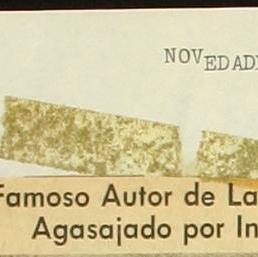 NOVEDAD
Famoso Autor de La
Agasajado por In